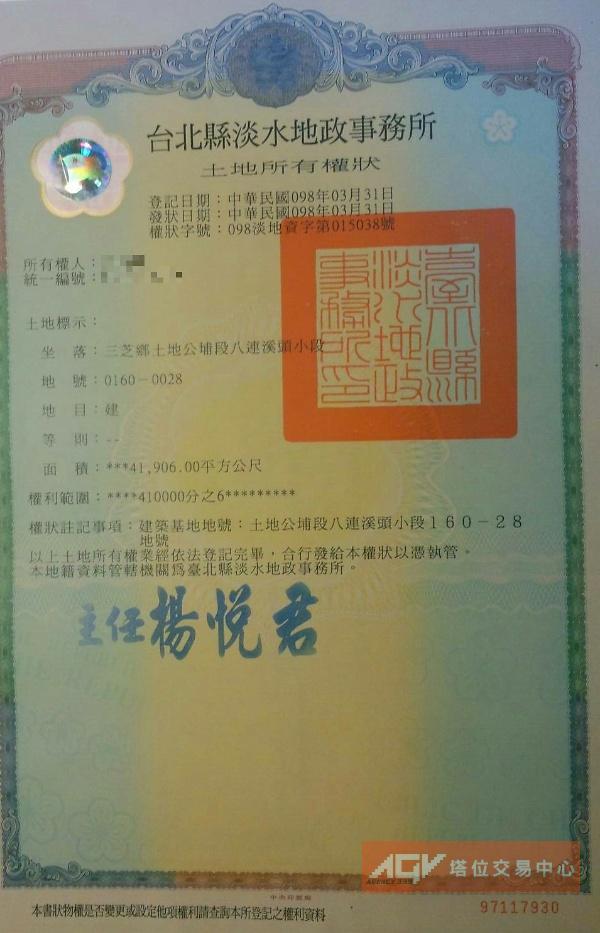 台北縣淡水地政事務所
土地所有權狀
登記日期：中華民國098年03月31日
發狀日期：中華民國098年03月31日
權狀字號：098淡地資字第015038號
所有權人：
統一編號：
土地標示：
坐落：三芝鄉土地公埔段八連溪頭小段
地號：0160-0028
地目：建
等則：--
面積：***41,906.00平方公尺
權利範圍：****410000分之6*********
權狀註記事項：建築基地地號：土地公埔段八連溪頭小段160-28
地號
以上土地所有權業經依法登記完畢，合行發給本權狀以憑執管。
本地籍資料管轄機關為臺北縣淡水地政事務所。
臺北縣淡水地政事務所印
主任楊悅君
AGV 塔位交易中心
中央印製廠
本書狀物權是否變更或設定他項權利請查詢本所登記之權利資料
97117930